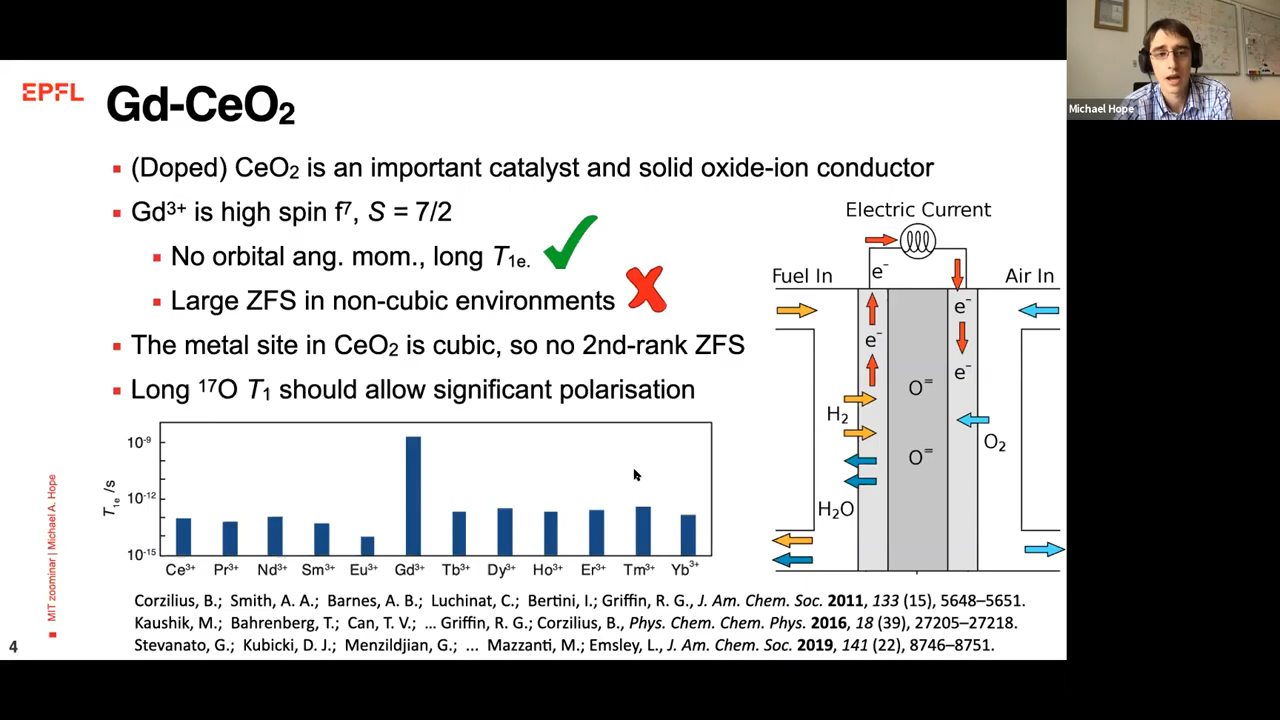 EPFL
Gd-CeO₂
Michael Hope
▪ (Doped) CeO₂ is an important catalyst and solid oxide-ion conductor
▪ Gd³⁺ is high spin f⁷, S = 7/2
▪ No orbital ang. mom., long T₁ₑ.
▪ Large ZFS in non-cubic environments
▪ The metal site in CeO₂ is cubic, so no 2nd-rank ZFS
▪ Long ¹⁷O T₁ should allow significant polarisation
Electric Current
Fuel In
e⁻
Air In
e⁻
e⁻
e⁻
O⁼
H₂
O₂
O⁼
H₂O
T₁ₑ /s
10⁻⁹
10⁻¹²
10⁻¹⁵
Ce³⁺ Pr³⁺ Nd³⁺ Sm³⁺ Eu³⁺ Gd³⁺ Tb³⁺ Dy³⁺ Ho³⁺ Er³⁺ Tm³⁺ Yb³⁺
Corzilius, B.; Smith, A. A.; Barnes, A. B.; Luchinat, C.; Bertini, I.; Griffin, R. G., J. Am. Chem. Soc. 2011, 133 (15), 5648–5651.
Kaushik, M.; Bahrenberg, T.; Can, T. V.; ... Griffin, R. G.; Corzilius, B., Phys. Chem. Chem. Phys. 2016, 18 (39), 27205–27218.
Stevanato, G.; Kubicki, D. J.; Menzildjian, G.; ... Mazzanti, M.; Emsley, L., J. Am. Chem. Soc. 2019, 141 (22), 8746–8751.
▪ MIT zoominar | Michael A. Hope
4